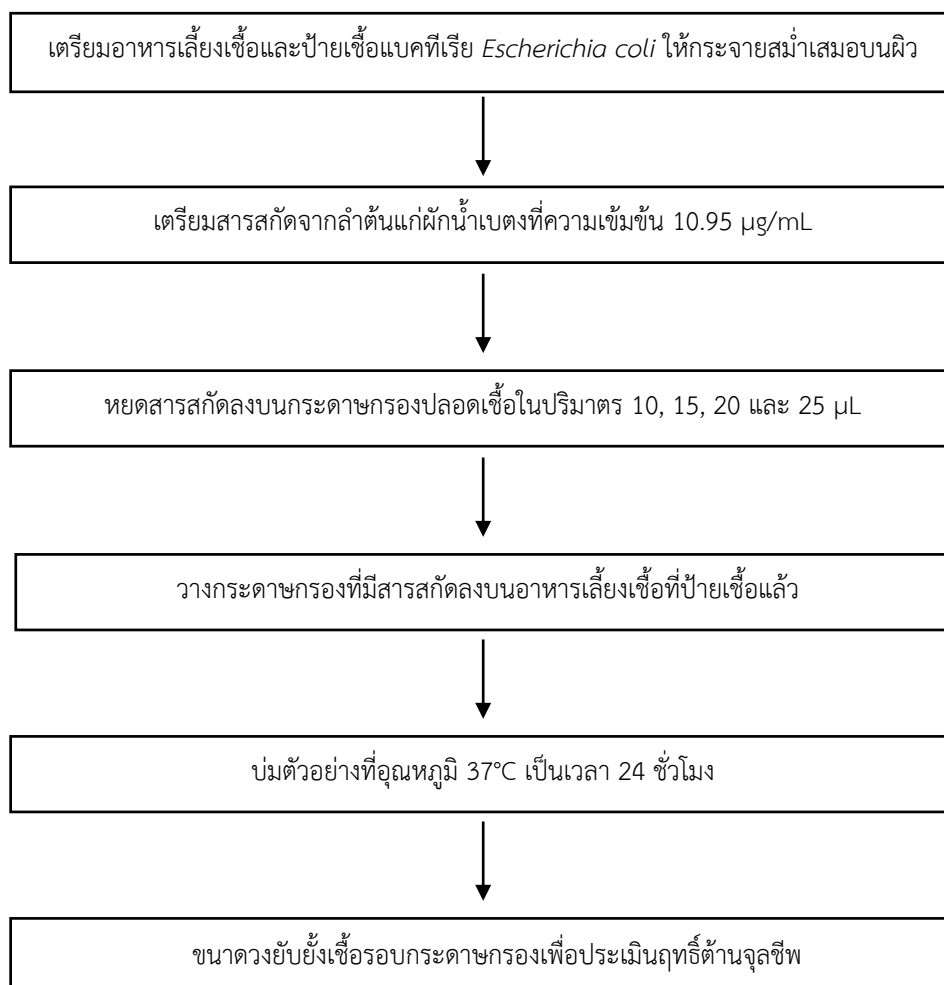 เตรียมอาหารเลี้ยงเชื้อและป้ายเชื้อแบคทีเรีย Escherichia coli ให้กระจายสม่ำเสมอบนผิว
เตรียมสารสกัดจากลำต้นแก่ผักน้ำเบตงที่ความเข้มข้น 10.95 µg/mL
หยดสารสกัดลงบนกระดาษกรองปลอดเชื้อในปริมาตร 10, 15, 20 และ 25 µL
วางกระดาษกรองที่มีสารสกัดลงบนอาหารเลี้ยงเชื้อที่ป้ายเชื้อแล้ว
บ่มตัวอย่างที่อุณหภูมิ 37°C เป็นเวลา 24 ชั่วโมง
ขนาดวงยับยั้งเชื้อรอบกระดาษกรองเพื่อประเมินฤทธิ์ต้านจุลชีพ